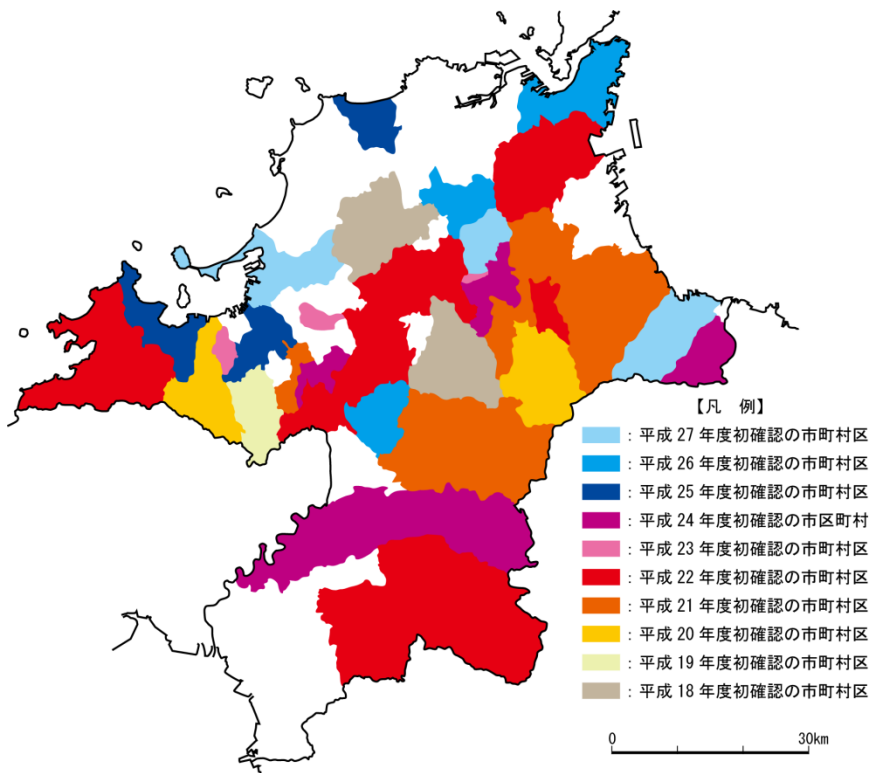 【凡　例】
：平成 27 年度初確認の市町村区
：平成 26 年度初確認の市町村区
：平成 25 年度初確認の市町村区
：平成 24 年度初確認の市区町村
：平成 23 年度初確認の市町村区
：平成 22 年度初確認の市町村区
：平成 21 年度初確認の市町村区
：平成 20 年度初確認の市町村区
：平成 19 年度初確認の市町村区
：平成 18 年度初確認の市町村区
0　30km